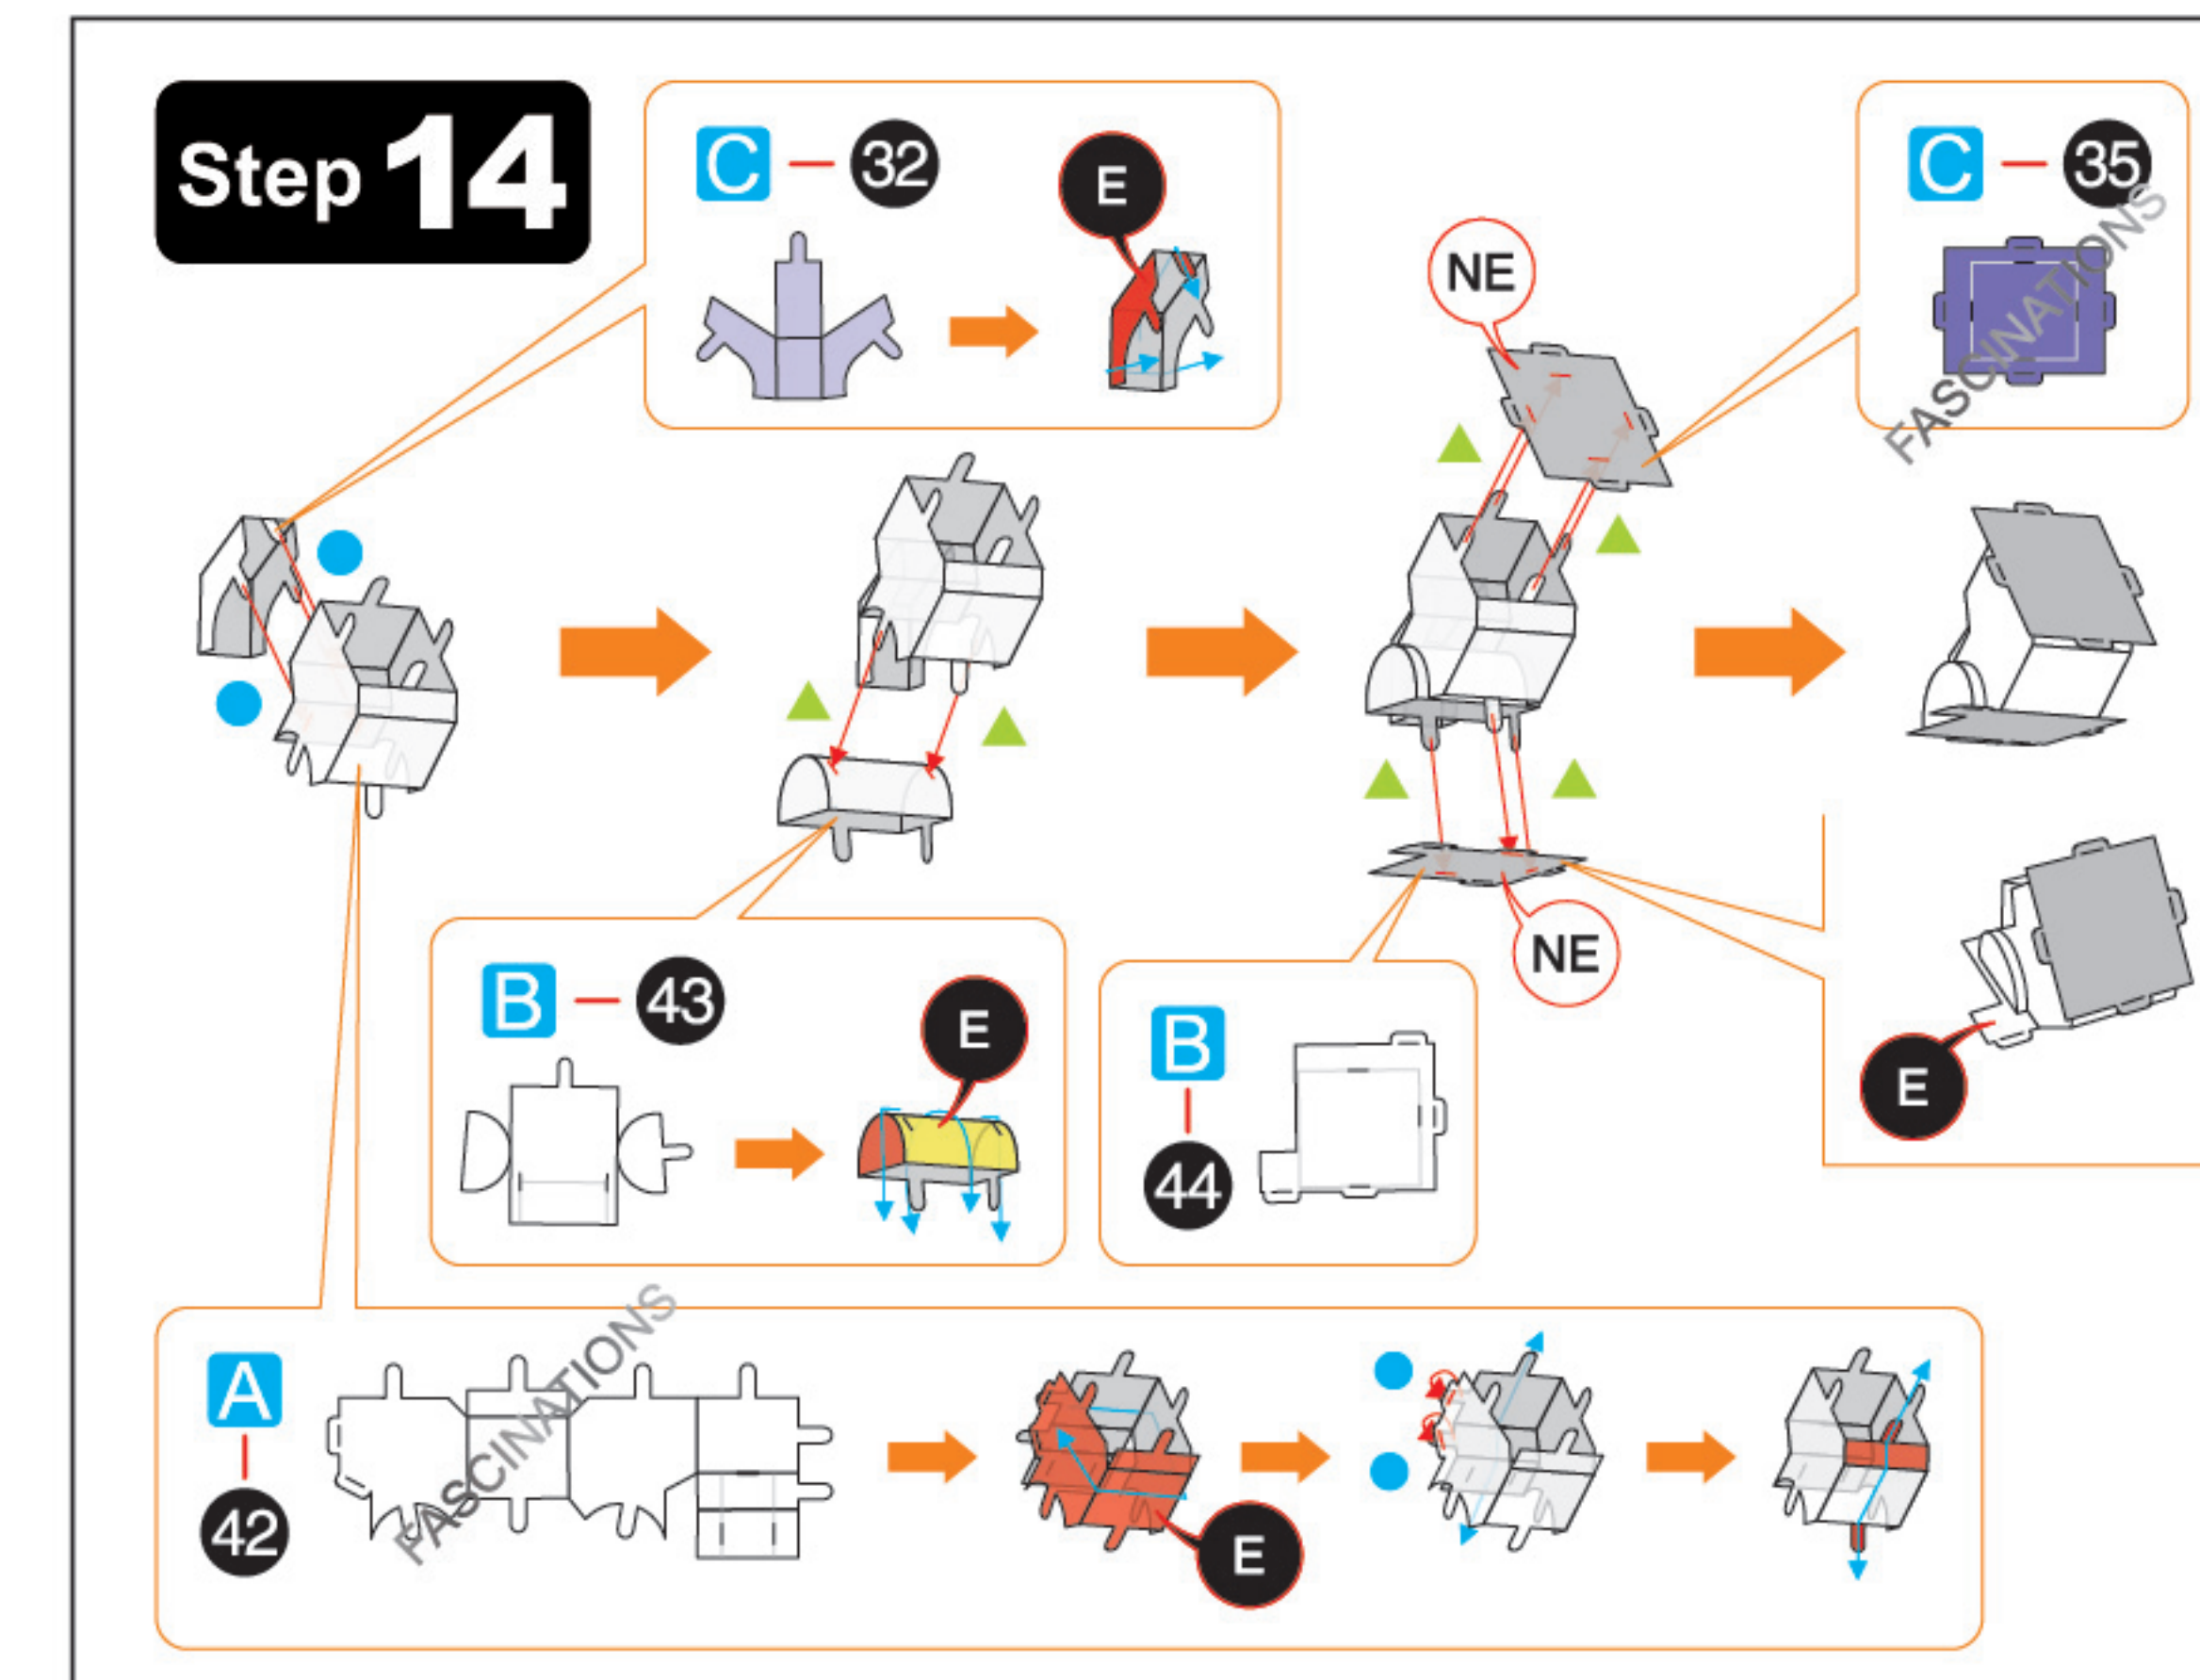 Step 14
C – 32
E
NE
C – 35
FASCINATIONS
B – 43
E
NE
B
44
E
A
42
FASCINATIONS
E